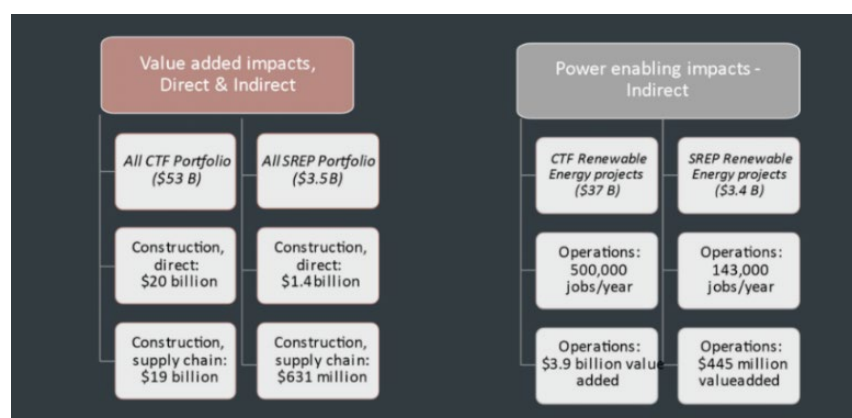 Value added impacts,
Direct & Indirect
All CTF Portfolio
($53 B)
All SREP Portfolio
($3.5B)
Construction,
direct:
$20 billion
Construction,
direct:
$1.4billion
Construction,
supply chain:
$19 billion
Construction,
supply chain:
$631 million
Power enabling impacts -
Indirect
CTF Renewable
Energy projects
($37 B)
SREP Renewable
Energy projects
($3.4 B)
Operations:
500,000
jobs/year
Operations:
143,000
jobs/year
Operations:
$3.9 billion value
added
Operations:
$445 million
valueadded